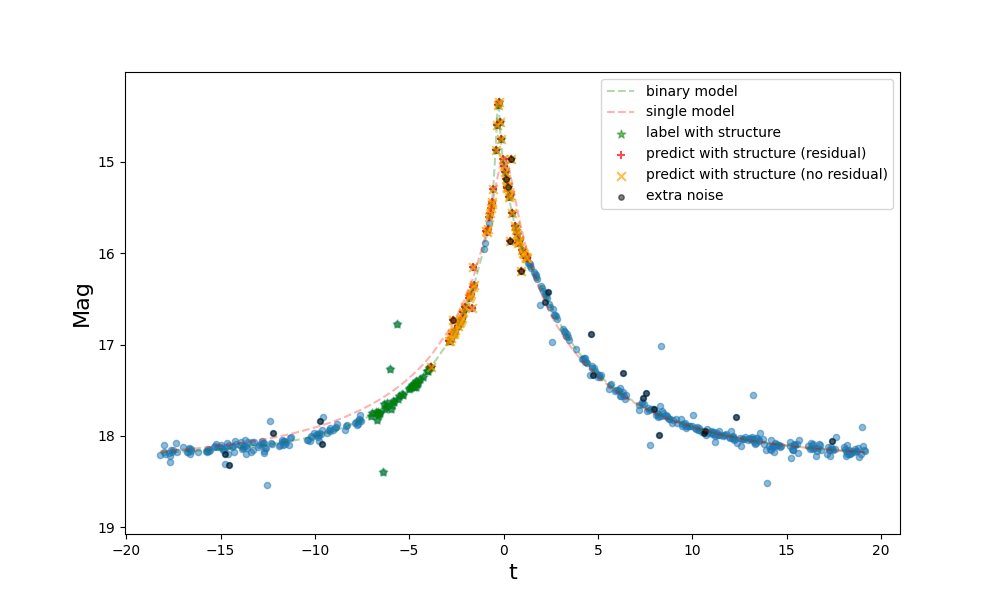 binary model
single model
label with structure
predict with structure (residual)
predict with structure (no residual)
extra noise
15
16
17
18
19
Mag
−20
−15
−10
−5
0
5
10
15
20
t